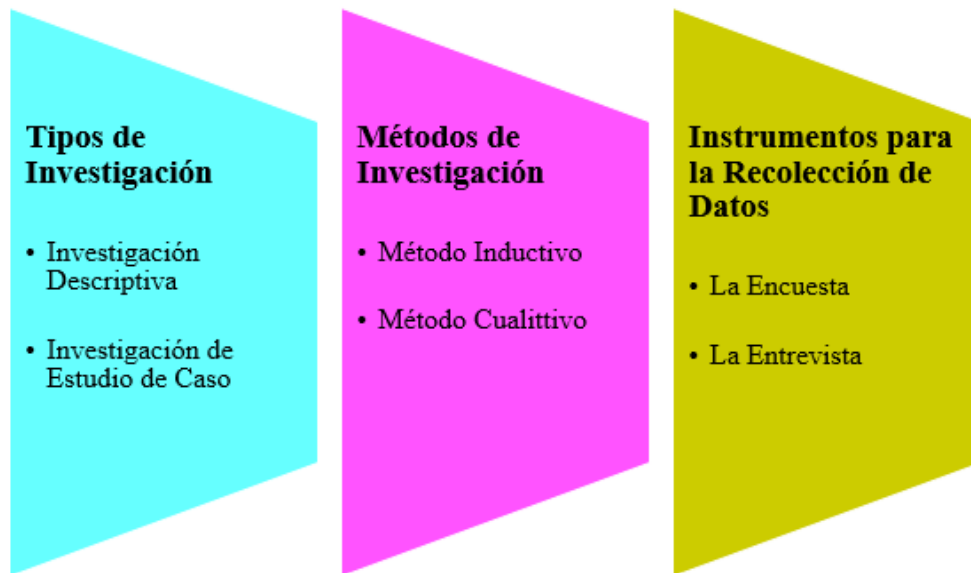 Tipos de
Investigación
• Investigación
Descriptiva
• Investigación de
Estudio de Caso
Métodos de
Investigación
• Método Inductivo
• Método Cualittivo
Instrumentos para
la Recolección de
Datos
• La Encuesta
• La Entrevista